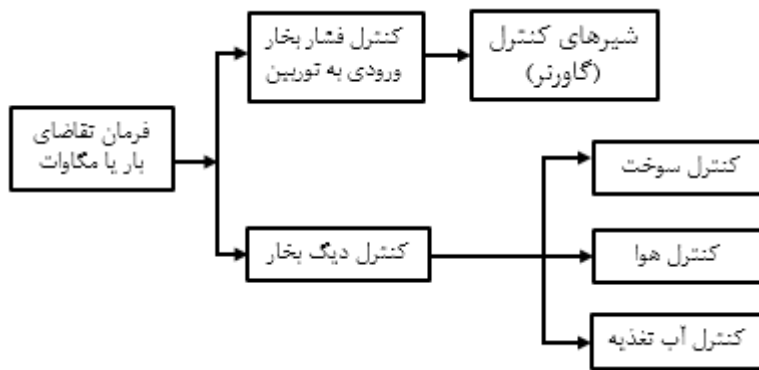 فرمان تقاضای
بار یا مگاوات
کنترل فشار بخار
ورودی به توربین
شیرهای کنترل
(گاورنر)
کنترل دیگ بخار
کنترل سوخت
کنترل هوا
کنترل آب تغذیه